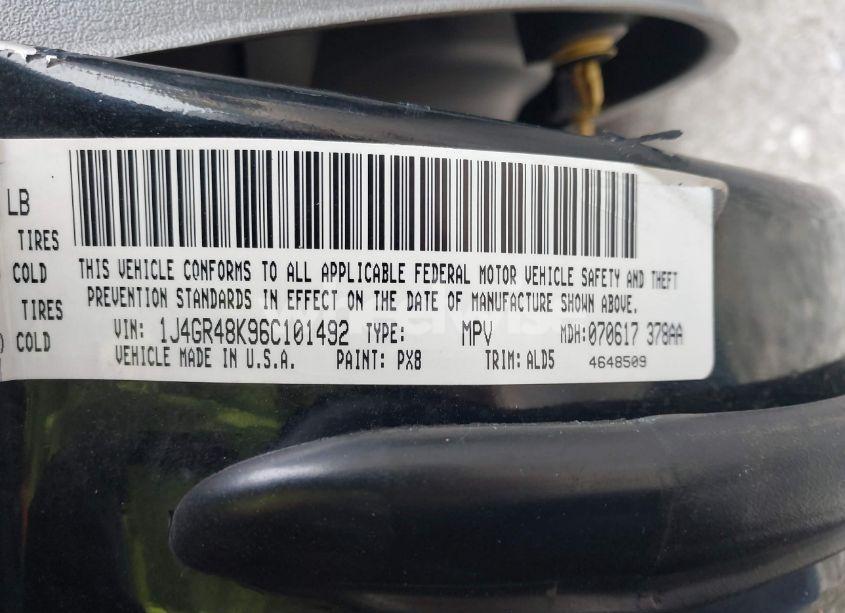 LB
TIRES
COLD THIS VEHICLE CONFORMS TO ALL APPLICABLE FEDERAL MOTOR VEHICLE SAFETY AND THEFT
TIRES PREVENTION STANDARDS IN EFFECT ON THE DATE OF MANUFACTURE SHOWN ABOVE.
COLD VIN: 1J4GR48K96C101492 TYPE: MPV MDH:070617 378AA
VEHICLE MADE IN U.S.A. PAINT: PX8 TRIM: ALD5 4648509